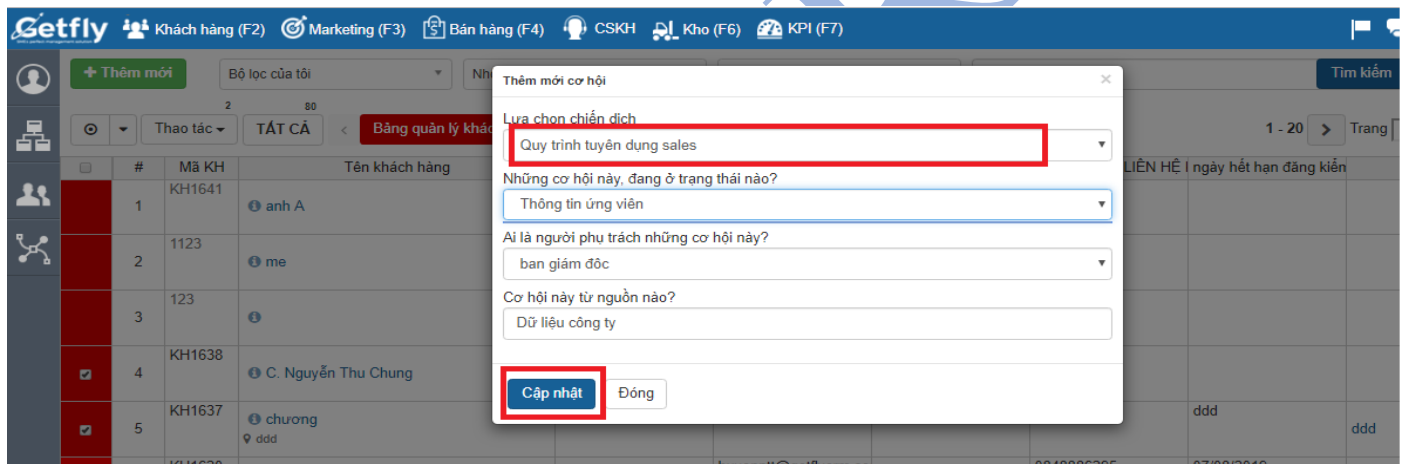 Getfly Khách hàng (F2) Marketing (F3) Bán hàng (F4) CSKH Kho (F6) KPI (F7)
+ Thêm mới Bộ lọc của tôi Tìm kiếm
Thêm mới cơ hội ×
2 80
Thao tác TẤT CẢ < Bảng quản lý 1 - 20 > Trang
Lựa chọn chiến dịch
Quy trình tuyên dụng sales
# Mã KH Tên khách hàng LIÊN HỆ ngày hết hạn đăng kiển
Những cơ hội này, đang ở trạng thái nào?
Thông tin ứng viên
KH1641
1 anh A
Ai là người phụ trách những cơ hội này?
ban giám đôc
1123
2 me
Cơ hội này từ nguồn nào?
Dữ liệu công ty
123
3
KH1638
4 C. Nguyễn Thu Chung
Cập nhật Đóng
KH1637 ddd
5 chương ddd
ddd